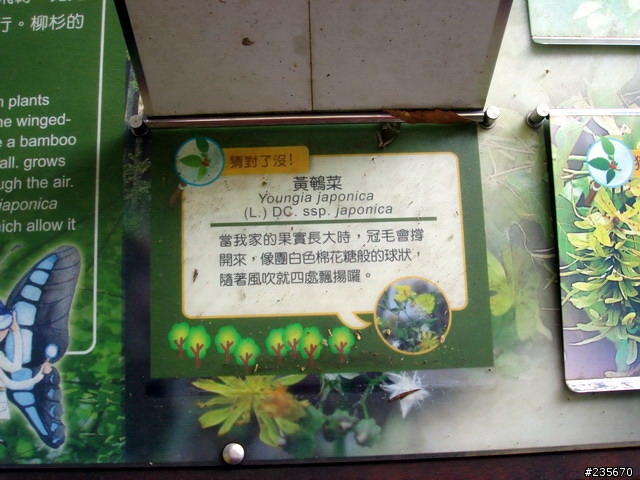 行。柳杉的
n plants
he winged-
e a bamboo
all. grows
ugh the air.
japonica
hich allow it
猜對了沒!
黃鵪菜
Youngia japonica
(L.) DC. ssp. japonica
當我家的果實長大時，冠毛會撐
開來，像團白色棉花糖般的球狀，
隨著風吹就四處飄揚囉。
#235670